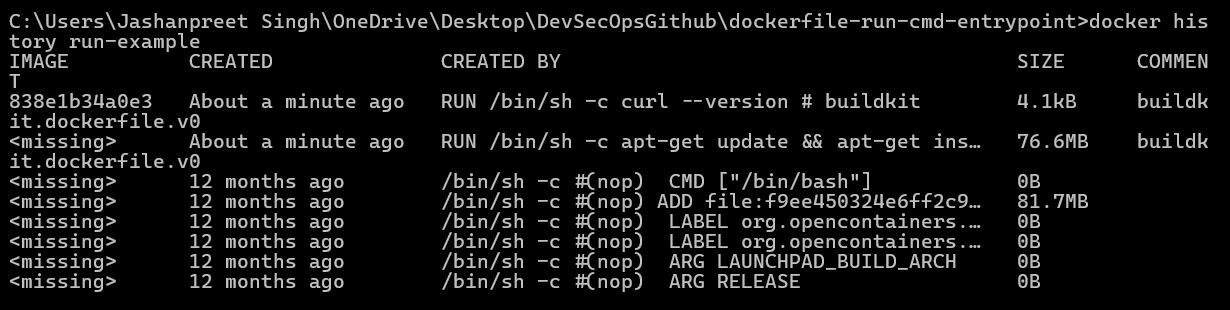 C:\Users\Jashanpreet Singh\OneDrive\Desktop\DevSecOpsGithub\dockerfile-run-cmd-entrypoint>docker his
tory run-example
IMAGE          CREATED              CREATED BY                                      SIZE      COMMEN
T
838e1b34a0e3   About a minute ago   RUN /bin/sh -c curl --version # buildkit        4.1kB     buildk
it.dockerfile.v0
<missing>      About a minute ago   RUN /bin/sh -c apt-get update && apt-get ins…   76.6MB    buildk
it.dockerfile.v0
<missing>      12 months ago        /bin/sh -c #(nop)  CMD ["/bin/bash"]            0B
<missing>      12 months ago        /bin/sh -c #(nop) ADD file:f9ee450324e6ff2c9…   81.7MB
<missing>      12 months ago        /bin/sh -c #(nop)  LABEL org.opencontainers.…   0B
<missing>      12 months ago        /bin/sh -c #(nop)  LABEL org.opencontainers.…   0B
<missing>      12 months ago        /bin/sh -c #(nop)  ARG LAUNCHPAD_BUILD_ARCH     0B
<missing>      12 months ago        /bin/sh -c #(nop)  ARG RELEASE                  0B